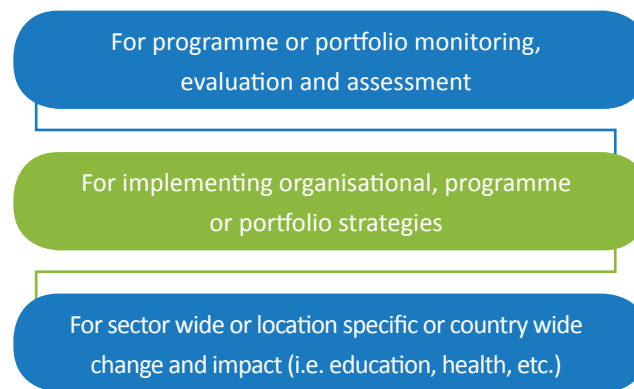 For programme or portfolio monitoring,
evaluation and assessment
For implementing organisational, programme
or portfolio strategies
For sector wide or location specific or country wide
change and impact (i.e. education, health, etc.)